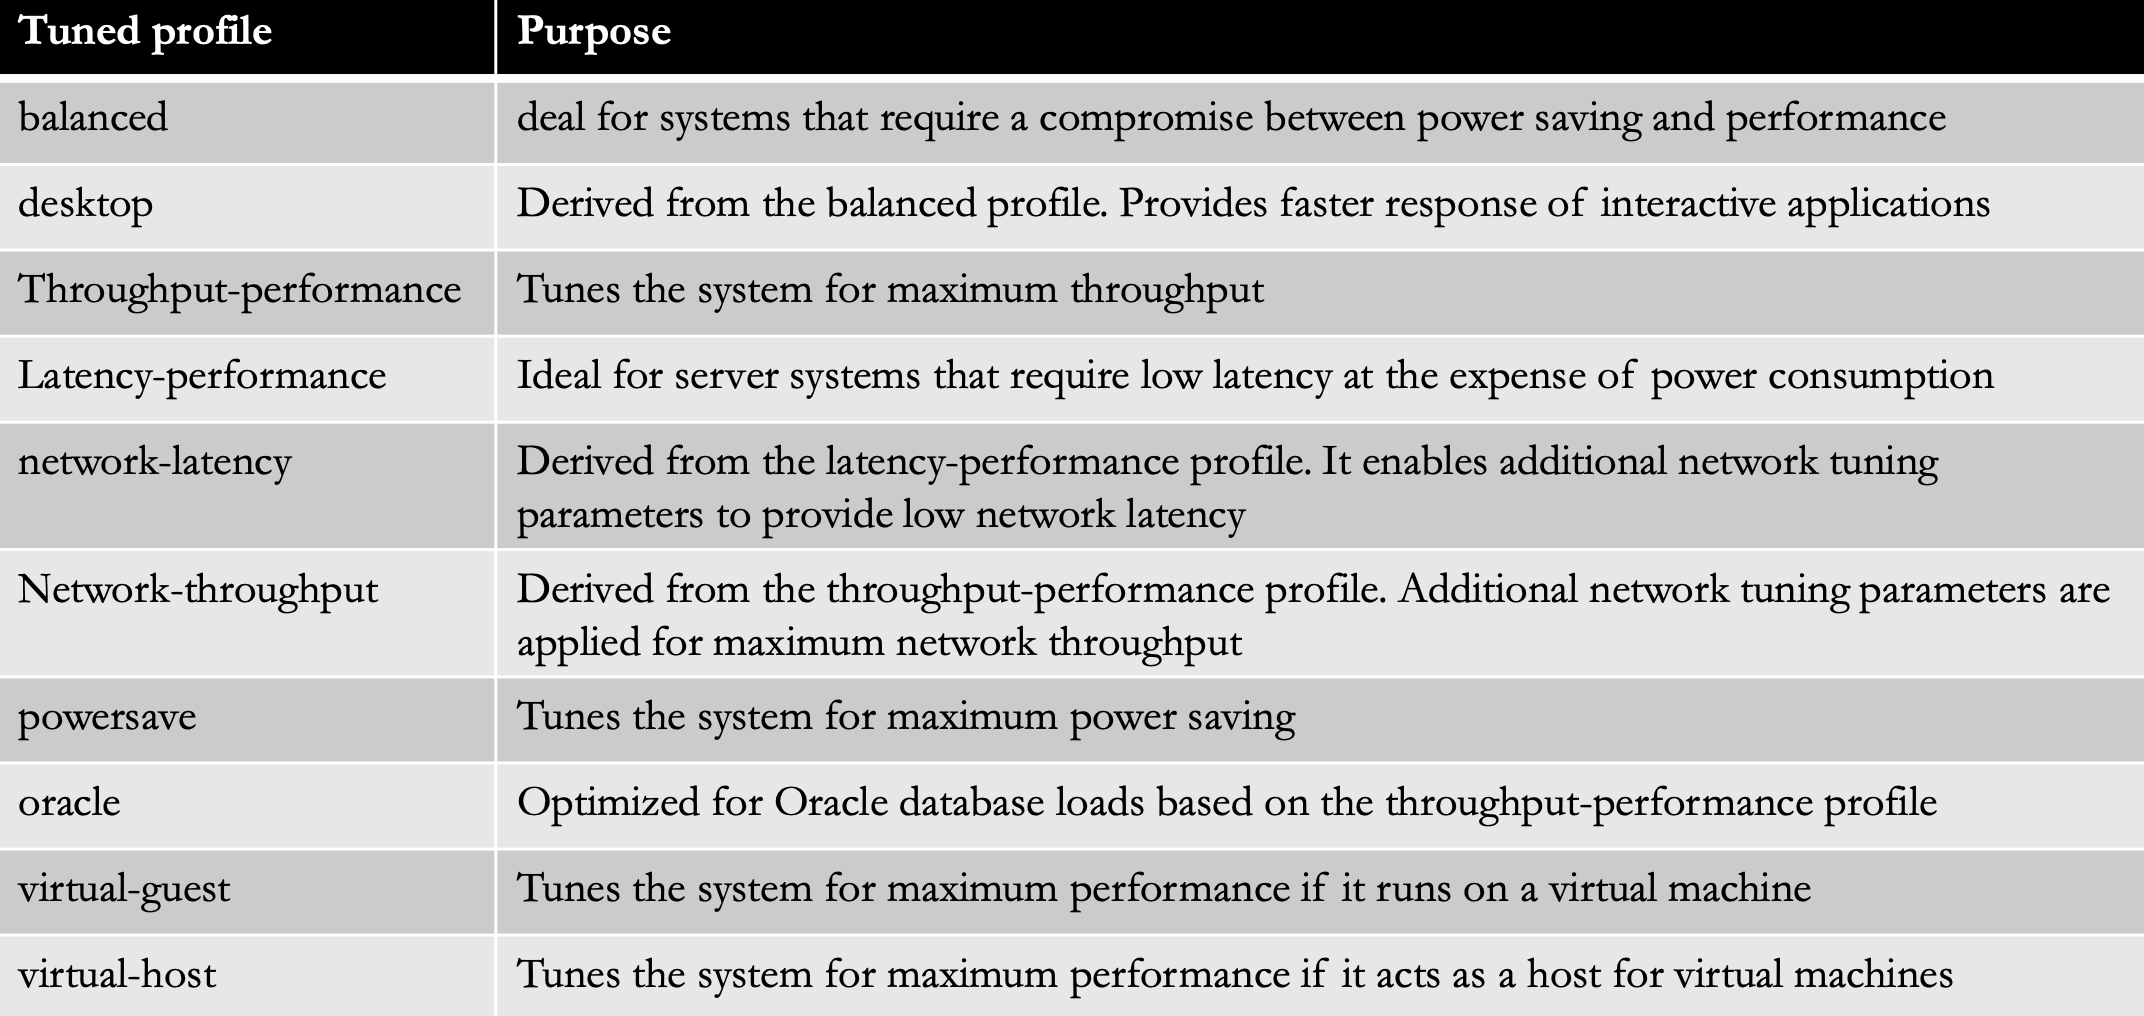 Tuned profile Purpose
balanced deal for systems that require a compromise between power saving and performance
desktop Derived from the balanced profile. Provides faster response of interactive applications
Throughput-performance Tunes the system for maximum throughput
Latency-performance Ideal for server systems that require low latency at the expense of power consumption
network-latency Derived from the latency-performance profile. It enables additional network tuning
parameters to provide low network latency
Network-throughput Derived from the throughput-performance profile. Additional network tuning parameters are
applied for maximum network throughput
powersave Tunes the system for maximum power saving
oracle Optimized for Oracle database loads based on the throughput-performance profile
virtual-guest Tunes the system for maximum performance if it runs on a virtual machine
virtual-host Tunes the system for maximum performance if it acts as a host for virtual machines